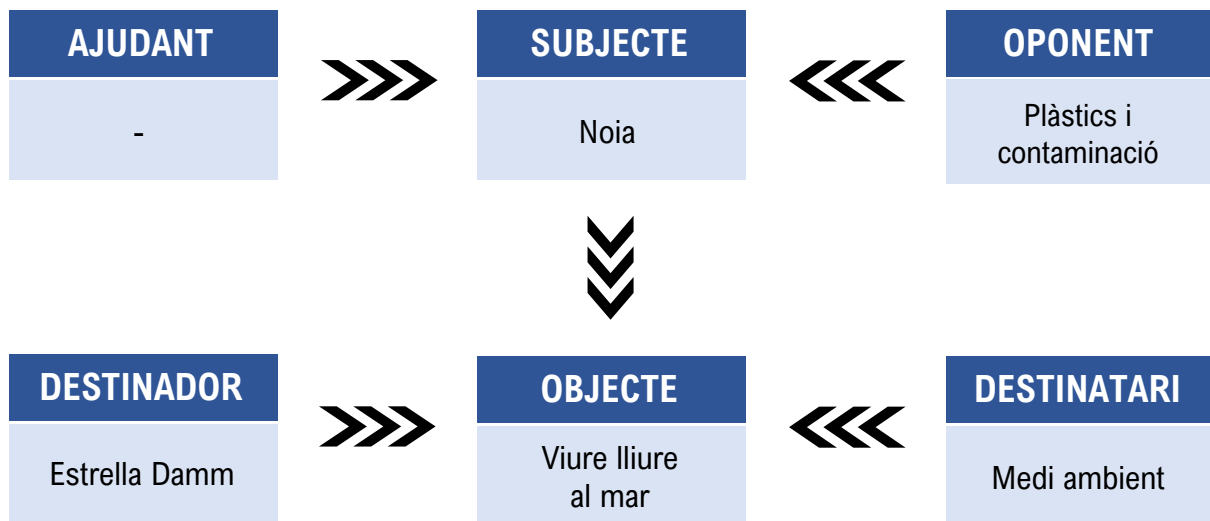 AJUDANT
-
SUBJECTE
Noia
OPONENT
Plàstics i
contaminació
DESTINADOR
Estrella Damm
OBJECTE
Viure lliure
al mar
DESTINATARI
Medi ambient